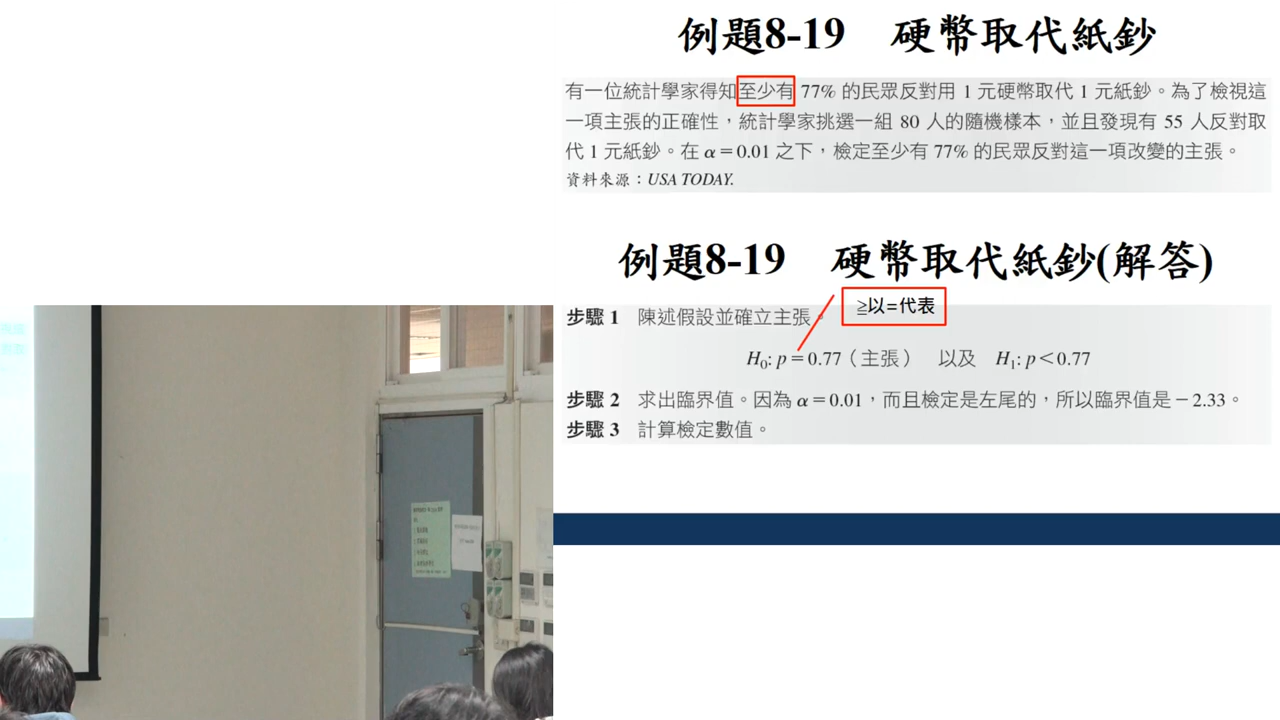 例題8-19 硬幣取代紙鈔
有一位統計學家得知至少有 77% 的民眾反對用 1 元硬幣取代 1 元紙鈔。為了檢視這
一項主張的正確性，統計學家挑選一組 80 人的隨機樣本，並且發現有 55 人反對取
代 1 元紙鈔。在 α＝0.01 之下，檢定至少有 77% 的民眾反對這一項改變的主張。
資料來源：USA TODAY.
例題8-19 硬幣取代紙鈔(解答)
≧以=代表
步驟 1 陳述假設並確立主張。
H₀: p＝0.77（主張） 以及 H₁: p＜0.77
步驟 2 求出臨界值。因為 α＝0.01，而且檢定是左尾的，所以臨界值是－2.33。
步驟 3 計算檢定數值。